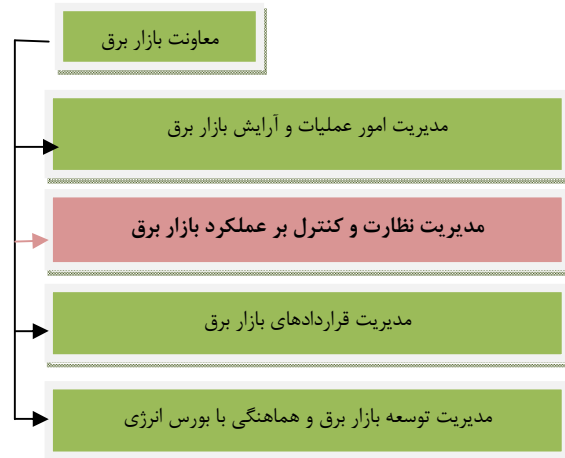 معاونت بازار برق
مدیریت امور عملیات و آرایش بازار برق
مدیریت نظارت و کنترل بر عملکرد بازار برق
مدیریت قراردادهای بازار برق
مدیریت توسعه بازار برق و هماهنگی با بورس انرژی